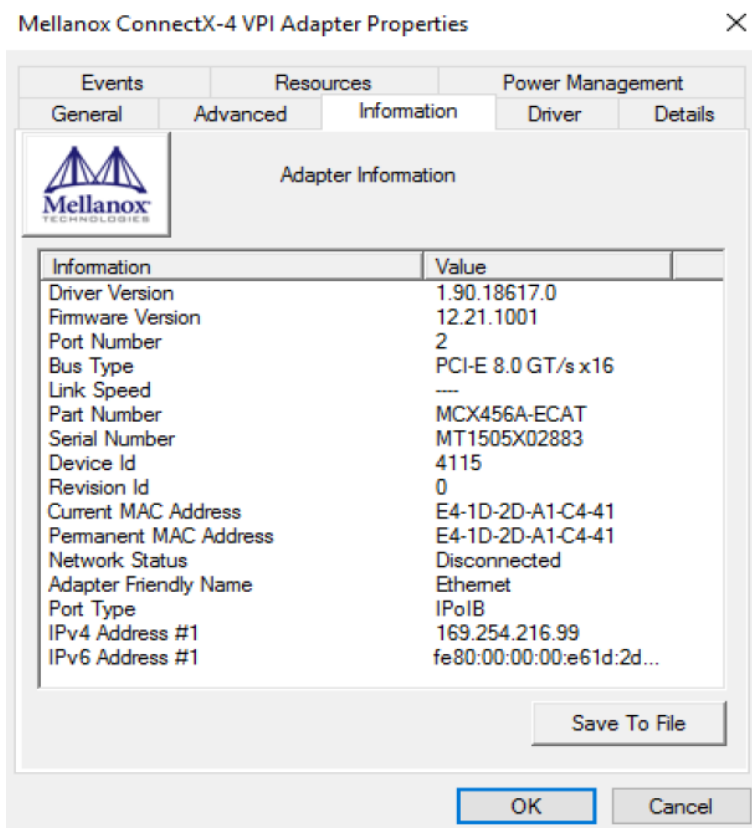 Mellanox ConnectX-4 VPI Adapter Properties
Events Resources Power Management
General Advanced Information Driver Details
Mellanox
TECHNOLOGIES
Adapter Information
Information Value
Driver Version 1.90.18617.0
Firmware Version 12.21.1001
Port Number 2
Bus Type PCI-E 8.0 GT/s x16
Link Speed ----
Part Number MCX456A-ECAT
Serial Number MT1505X02883
Device Id 4115
Revision Id 0
Current MAC Address E4-1D-2D-A1-C4-41
Permanent MAC Address E4-1D-2D-A1-C4-41
Network Status Disconnected
Adapter Friendly Name Ethernet
Port Type IPoIB
IPv4 Address #1 169.254.216.99
IPv6 Address #1 fe80:00:00:00:e61d:2d...
Save To File
OK Cancel